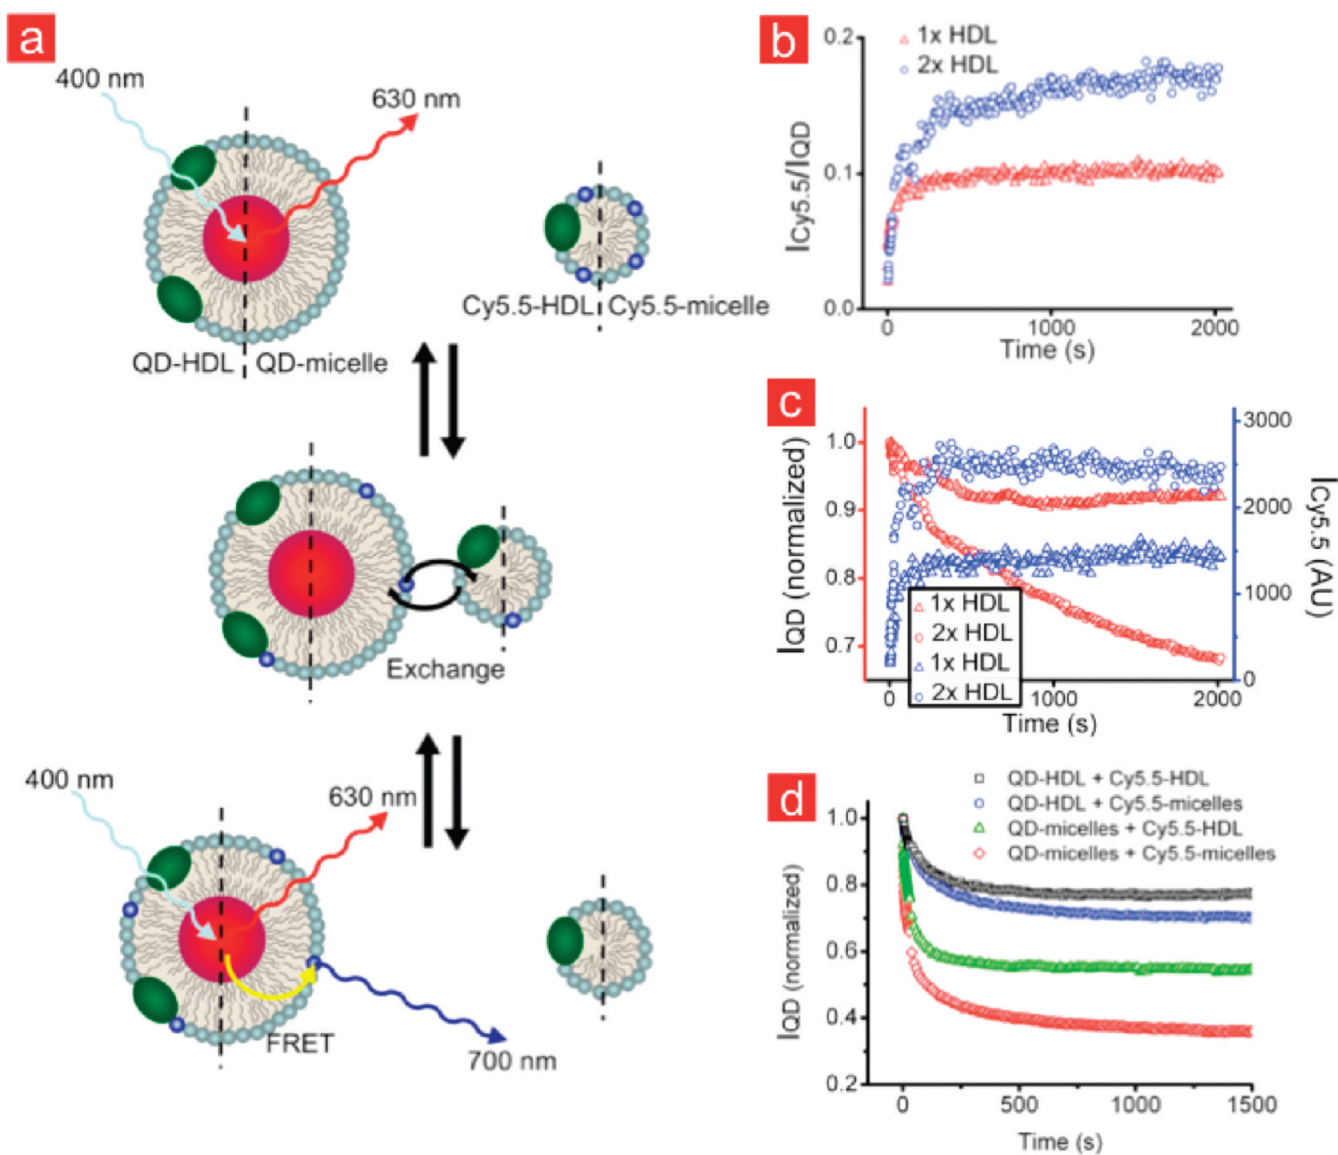 a
400 nm
630 nm
QD-HDL
QD-micelle
Cy5.5-HDL
Cy5.5-micelle
Exchange
400 nm
630 nm
FRET
700 nm
b
1x HDL
2x HDL
0.2
0.1
0.0
ICy5.5/IQD
0
1000
2000
Time (s)
c
1.0
0.9
0.8
0.7
IQD (normalized)
3000
2000
1000
0
ICy5.5 (AU)
1x HDL
2x HDL
1x HDL
2x HDL
0
1000
2000
Time (s)
d
QD-HDL + Cy5.5-HDL
QD-HDL + Cy5.5-micelles
QD-micelles + Cy5.5-HDL
QD-micelles + Cy5.5-micelles
1.0
0.8
0.6
0.4
0.2
IQD (normalized)
0
500
1000
1500
Time (s)